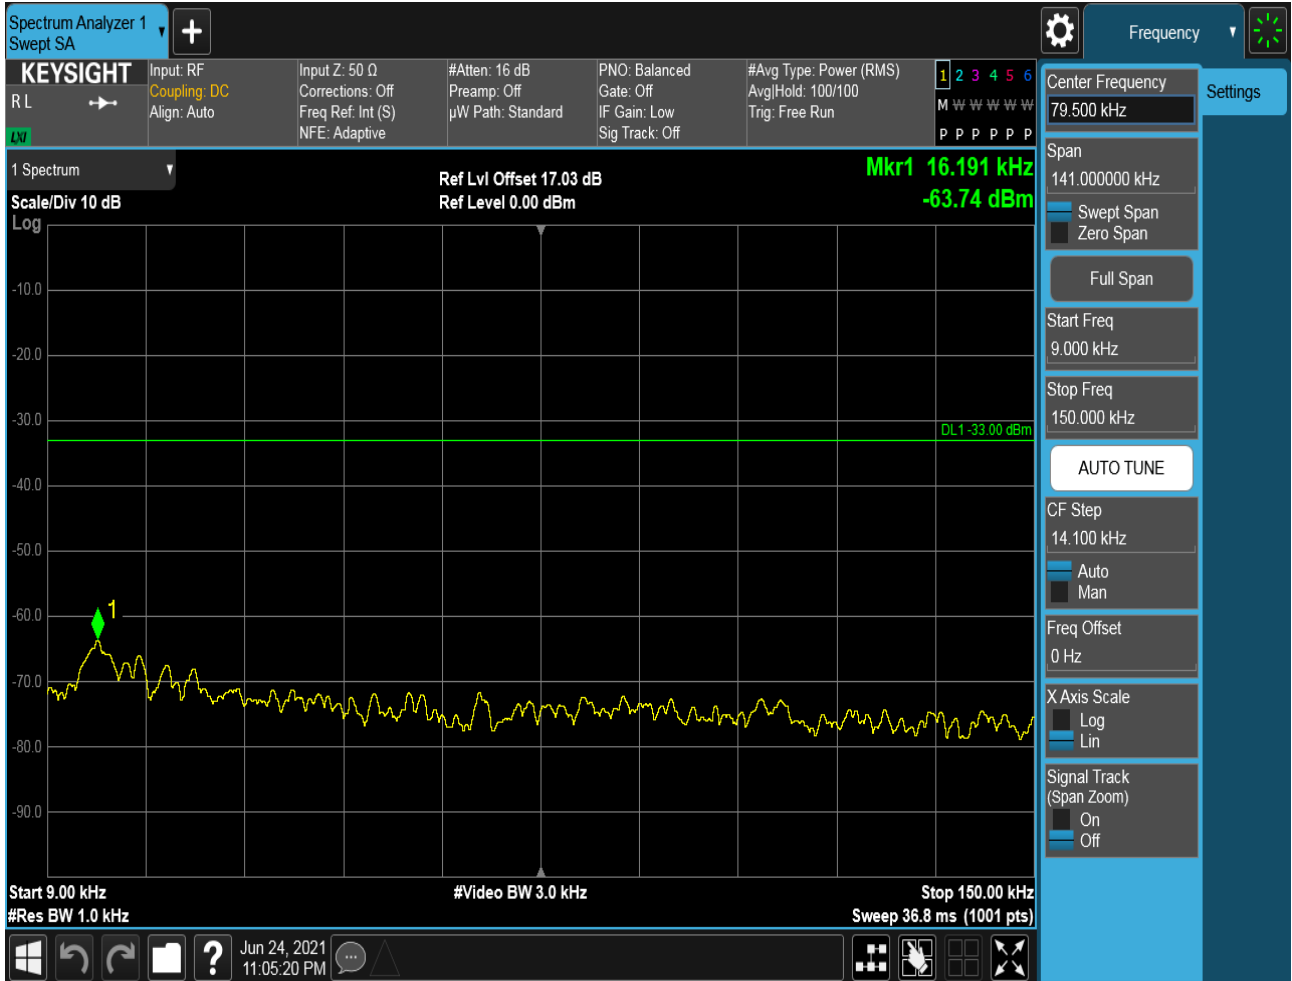 Spectrum Analyzer 1
Swept SA
Frequency
KEYSIGHT
R L
LXI
Input: RF
Coupling: DC
Align: Auto
Input Z: 50 Ω
Corrections: Off
Freq Ref: Int (S)
NFE: Adaptive
#Atten: 16 dB
Preamp: Off
µW Path: Standard
PNO: Balanced
Gate: Off
IF Gain: Low
Sig Track: Off
#Avg Type: Power (RMS)
Avg|Hold: 100/100
Trig: Free Run
1 2 3 4 5 6
M W W W W W
P P P P P P
1 Spectrum
Scale/Div 10 dB
Log
Ref Lvl Offset 17.03 dB
Ref Level 0.00 dBm
Mkr1 16.191 kHz
-63.74 dBm
-10.0
-20.0
-30.0
DL1 -33.00 dBm
-40.0
-50.0
-60.0
1
-70.0
-80.0
-90.0
Start 9.00 kHz
#Video BW 3.0 kHz
Stop 150.00 kHz
#Res BW 1.0 kHz
Sweep 36.8 ms (1001 pts)
?
Jun 24, 2021
11:05:20 PM
Center Frequency
79.500 kHz
Settings
Span
141.000000 kHz
Swept Span
Zero Span
Full Span
Start Freq
9.000 kHz
Stop Freq
150.000 kHz
AUTO TUNE
CF Step
14.100 kHz
Auto
Man
Freq Offset
0 Hz
X Axis Scale
Log
Lin
Signal Track
(Span Zoom)
On
Off